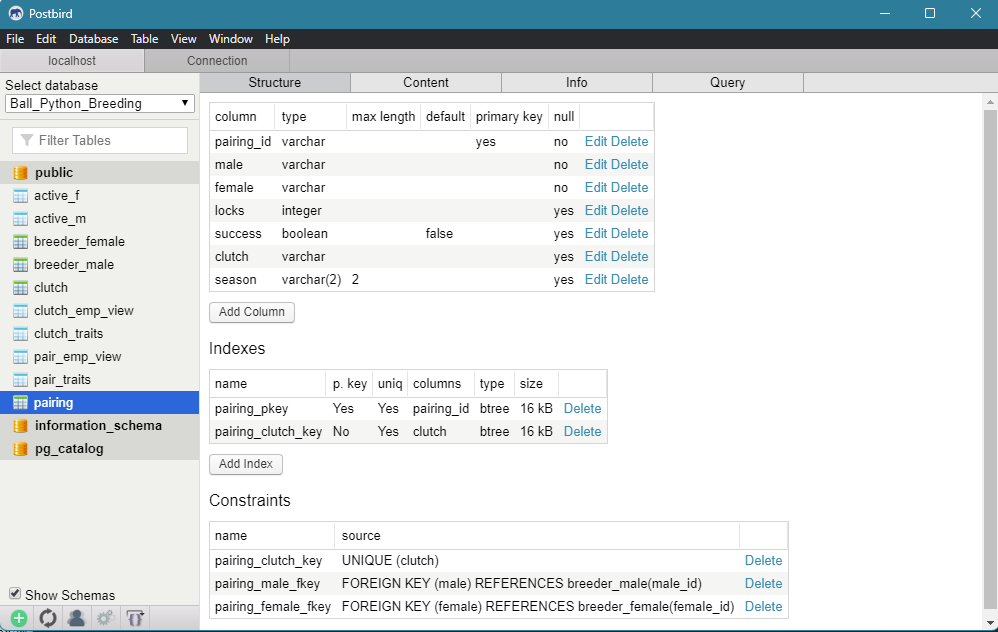 Postbird
File Edit Database Table View Window Help
localhost Connection
Select database
Ball_Python_Breeding
Filter Tables
public
active_f
active_m
breeder_female
breeder_male
clutch
clutch_emp_view
clutch_traits
pair_emp_view
pair_traits
pairing
information_schema
pg_catalog
Show Schemas
Structure Content Info Query
column type max length default primary key null
pairing_id varchar yes no Edit Delete
male varchar no Edit Delete
female varchar no Edit Delete
locks integer yes Edit Delete
success boolean false yes Edit Delete
clutch varchar yes Edit Delete
season varchar(2) 2 yes Edit Delete
Add Column
Indexes
name p. key uniq columns type size
pairing_pkey Yes Yes pairing_id btree 16 kB Delete
pairing_clutch_key No Yes clutch btree 16 kB Delete
Add Index
Constraints
name source
pairing_clutch_key UNIQUE (clutch) Delete
pairing_male_fkey FOREIGN KEY (male) REFERENCES breeder_male(male_id) Delete
pairing_female_fkey FOREIGN KEY (female) REFERENCES breeder_female(female_id) Delete